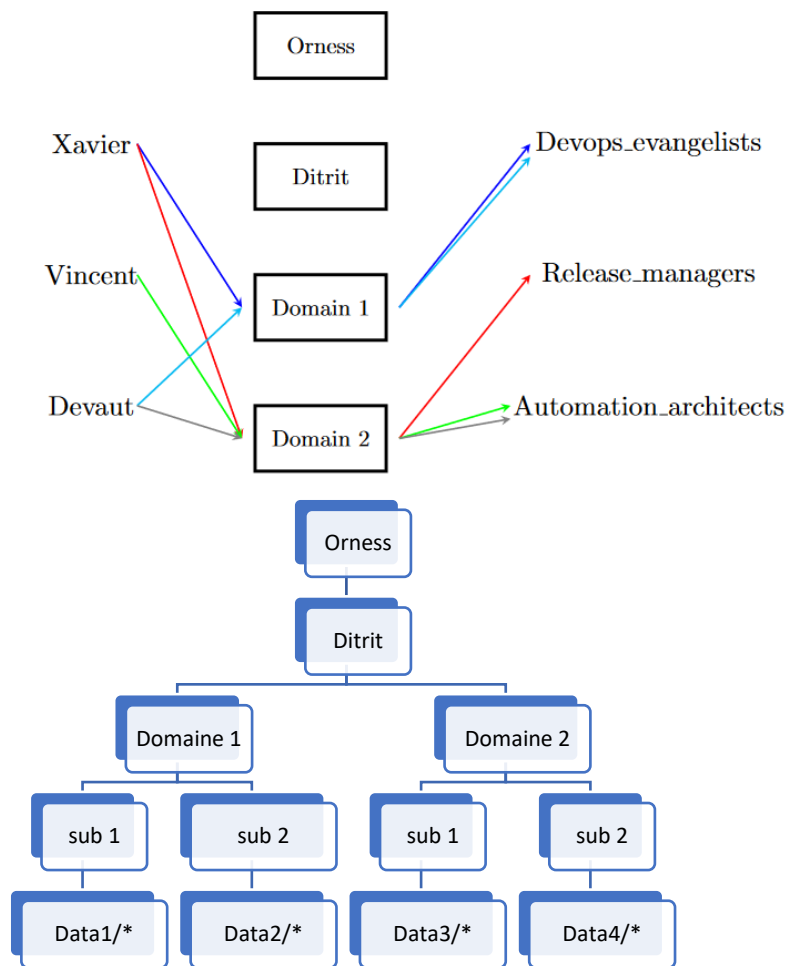 Orness
Xavier
Devops_evangelists
Ditrit
Vincent
Release_managers
Domain 1
Devaut
Automation_architects
Domain 2
Orness
Ditrit
Domaine 1
Domaine 2
sub 1
sub 2
sub 1
sub 2
Data1/*
Data2/*
Data3/*
Data4/*